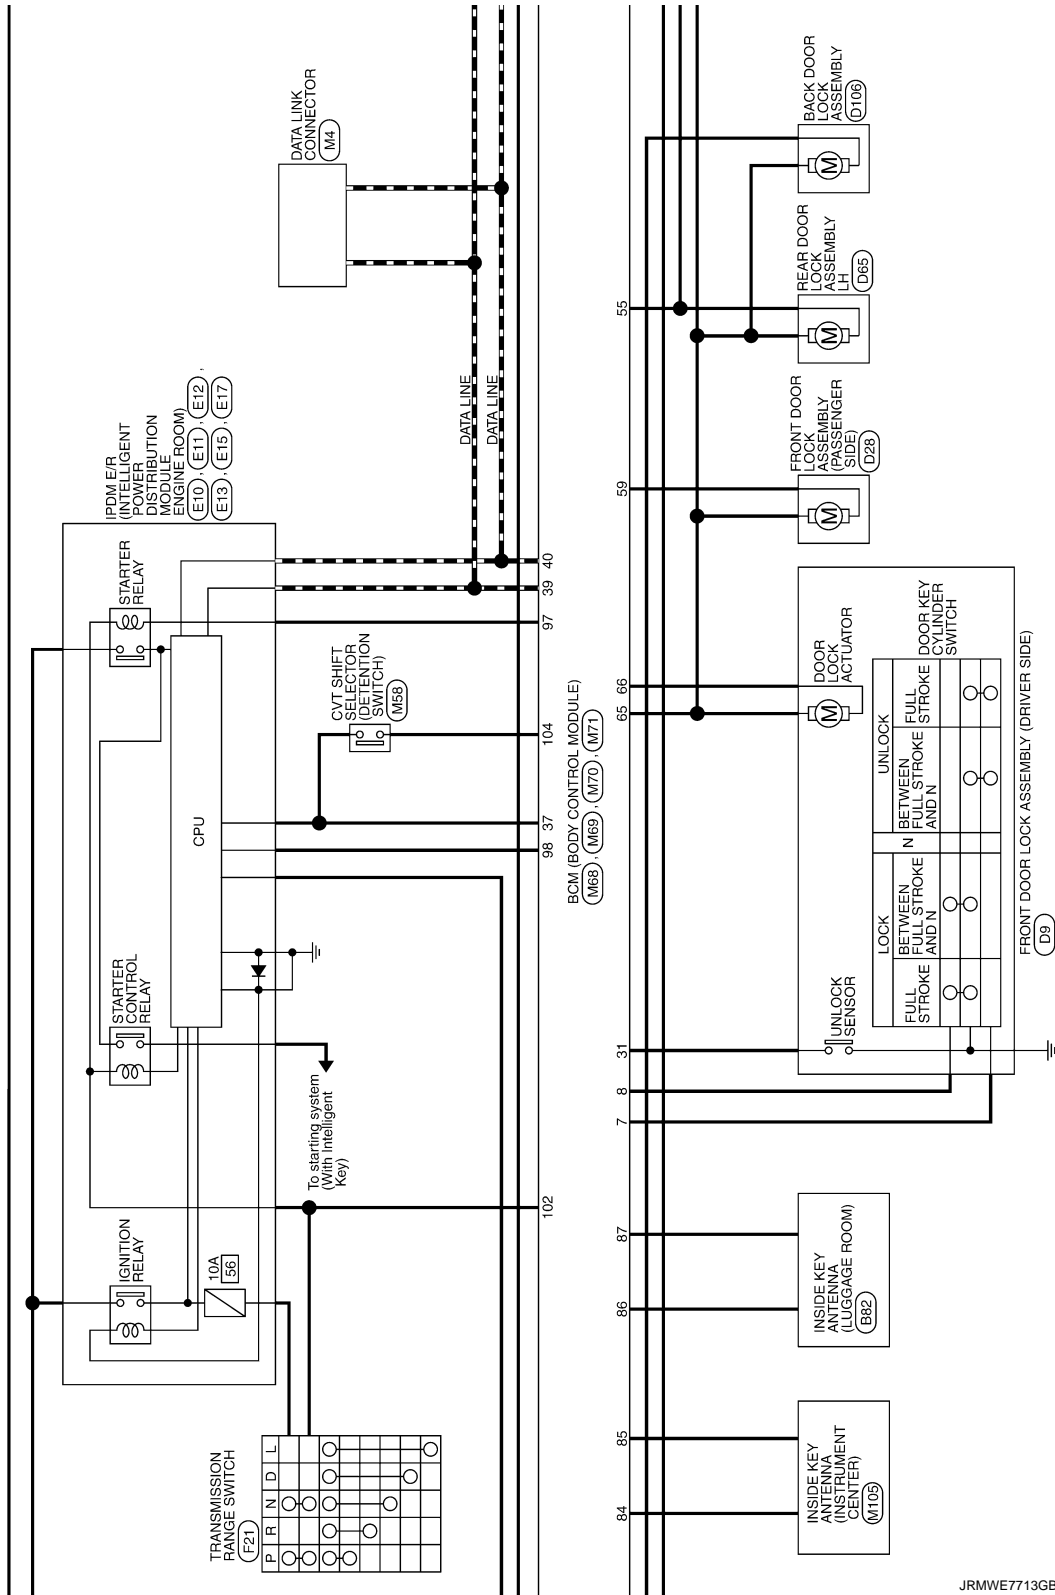 DATA LINK
CONNECTOR
M4
IPDM E/R
(INTELLIGENT
POWER
DISTRIBUTION
MODULE
ENGINE ROOM)
E10 , E11 , E12 ,
E13 , E15 , E17
STARTER
RELAY
CPU
STARTER
CONTROL
RELAY
IGNITION
RELAY
10A
56
TRANSMISSION
RANGE SWITCH
F21
P R N D L
To starting system
(With Intelligent
Key)
CVT SHIFT
SELECTOR
(DETENTION
SWITCH)
M58
DATA LINE
DATA LINE
102
98
37
104
97
39
40
BCM (BODY CONTROL MODULE)
M68 , M69 , M70 , M71
84
85
86
87
7
8
31
65
66
59
55
INSIDE KEY
ANTENNA
(INSTRUMENT
CENTER)
M105
INSIDE KEY
ANTENNA
(LUGGAGE ROOM)
B82
UNLOCK
SENSOR
DOOR
LOCK
ACTUATOR
M
LOCK
N
UNLOCK
FULL
STROKE
BETWEEN
FULL STROKE
AND N
BETWEEN
FULL STROKE
AND N
FULL
STROKE
DOOR KEY
CYLINDER
SWITCH
FRONT DOOR LOCK ASSEMBLY (DRIVER SIDE)
D9
FRONT DOOR
LOCK
ASSEMBLY
(PASSENGER
SIDE)
D28
M
REAR DOOR
LOCK
ASSEMBLY
LH
D65
M
BACK DOOR
LOCK
ASSEMBLY
D106
M
JRMWE7713GB